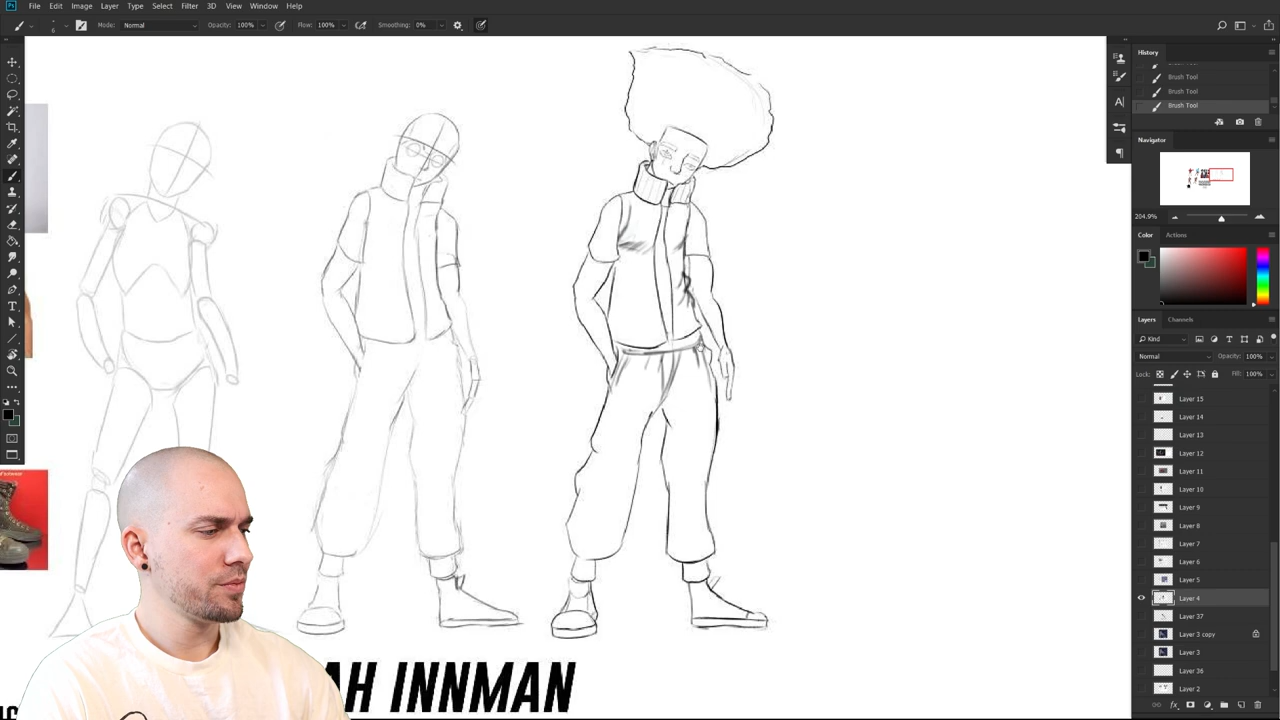 Ps File Edit Image Layer Type Select Filter 3D View Window Help
6 Mode: Normal Opacity: 100% Flow: 100% Smoothing: 0%
History
Brush Tool
Brush Tool
Brush Tool
Navigator
204.9%
Color Actions
Layers Channels
Kind
Normal Opacity: 100%
Lock: Fill: 100%
Layer 15
Layer 14
Layer 13
Layer 12
Layer 11
Layer 10
Layer 9
Layer 8
Layer 7
Layer 6
Layer 5
Layer 4
Layer 37
Layer 3 copy
Layer 3
Layer 36
Layer 2
AH INNMAN